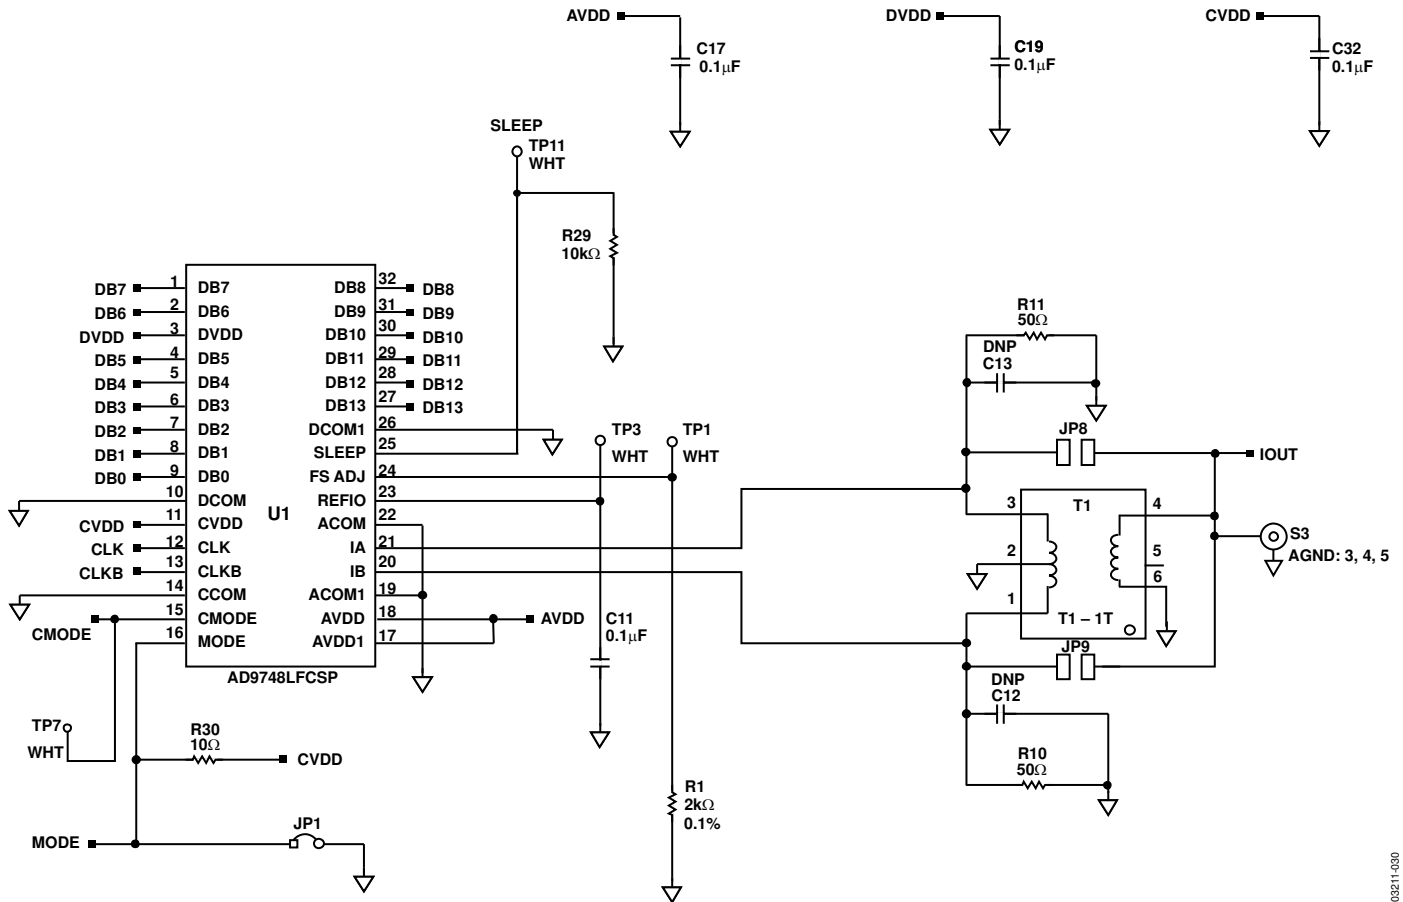 AVDD
C17
0.1µF
DVDD
C19
0.1µF
CVDD
C32
0.1µF
SLEEP
TP11
WHT
R29
10kΩ
DB7 1 DB7 DB8 32 DB8
DB6 2 DB6 DB9 31 DB9
DVDD 3 DVDD DB10 30 DB10
DB5 4 DB5 DB11 29 DB11
DB4 5 DB4 DB12 28 DB12
DB3 6 DB3 DB13 27 DB13
DB2 7 DB2 DCOM1 26
DB1 8 DB1 SLEEP 25
DB0 9 DB0 FS ADJ 24
10 DCOM REFIO 23
U1
CVDD 11 CVDD ACOM 22
CLK 12 CLK IA 21
CLKB 13 CLKB IB 20
14 CCOM ACOM1 19
CMODE 15 CMODE AVDD 18 AVDD
16 MODE AVDD1 17
AD9748LFCSP
TP3
WHT
TP1
WHT
C11
0.1µF
R11
50Ω
DNP
C13
JP8
IOUT
3 T1 4
2 5
6
1
T1 – 1T
S3
AGND: 3, 4, 5
JP9
DNP
C12
R10
50Ω
TP7
WHT
R30
10Ω
CVDD
R1
2kΩ
0.1%
MODE
JP1
03211-030